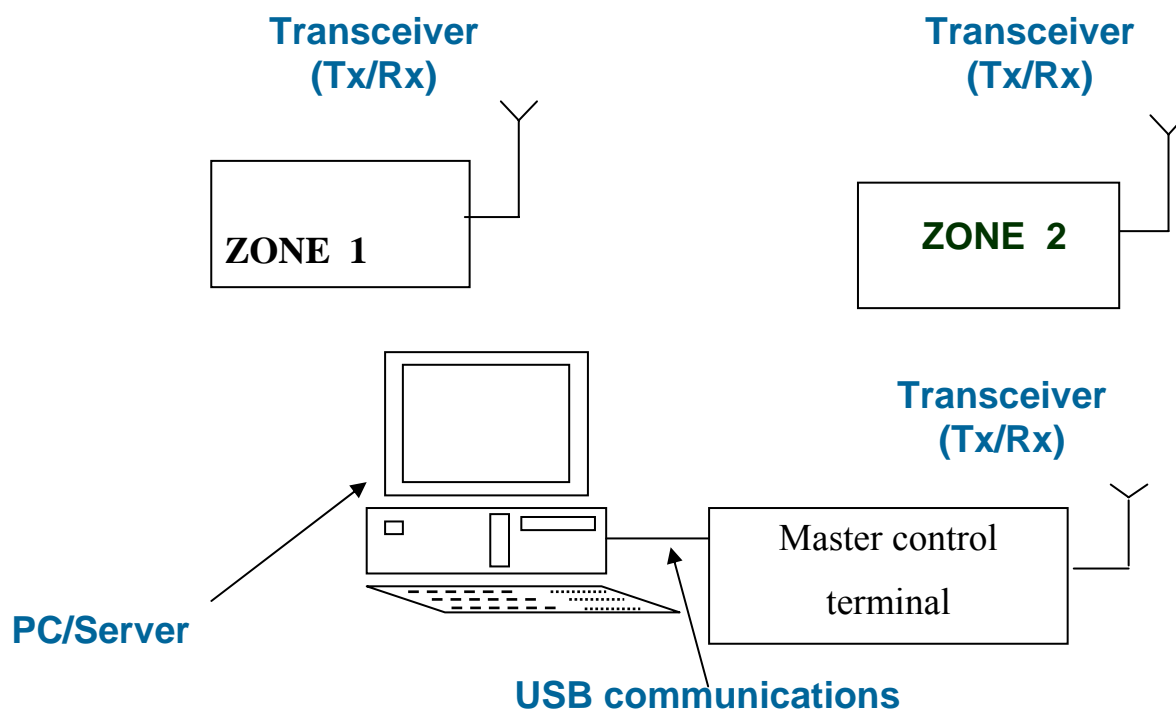 Transceiver
(Tx/Rx)
Transceiver
(Tx/Rx)
ZONE 1
ZONE 2
Transceiver
(Tx/Rx)
Master control
terminal
PC/Server
USB communications